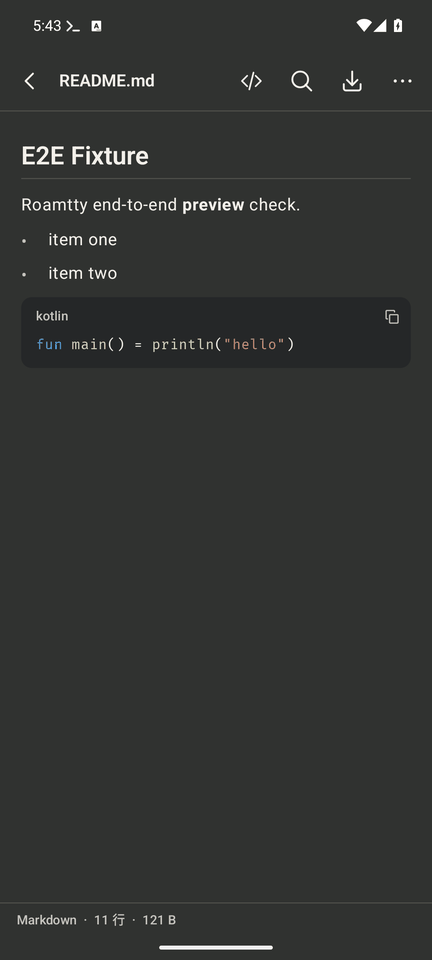 5:43
README.md
E2E Fixture
Roamtty end-to-end preview check.
• item one
• item two
kotlin
fun main() = println("hello")
Markdown · 11 行 · 121 B